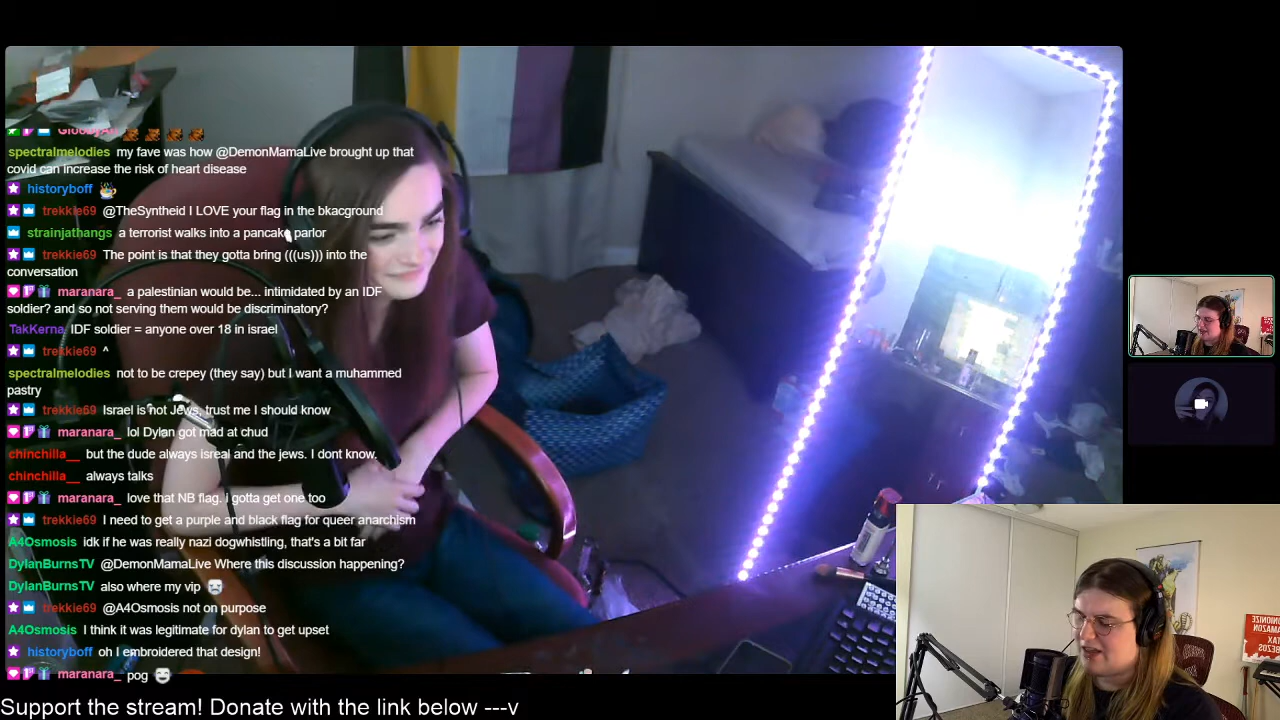 spectralmelodies my fave was how @DemonMamaLive brought up that
covid can increase the risk of heart disease
historyboff
trekkie69 @TheSyntheid I LOVE your flag in the bkacground
strainjathangs a terrorist walks into a pancake parlor
trekkie69 The point is that they gotta bring (((us))) into the
conversation
maranara_ a palestinian would be... intimidated by an IDF
soldier? and so not serving them would be discriminatory?
TakKerna IDF soldier = anyone over 18 in israel
trekkie69 ^
spectralmelodies not to be crepey (they say) but I want a muhammed
pastry
trekkie69 Israel is not Jews, trust me I should know
maranara_ lol Dylan got mad at chud
chinchilla__ but the dude always isreal and the jews. I dont know.
chinchilla__ always talks
maranara_ love that NB flag. i gotta get one too
trekkie69 I need to get a purple and black flag for queer anarchism
A4Osmosis idk if he was really nazi dogwhistling, that's a bit far
DylanBurnsTV @DemonMamaLive Where this discussion happening?
DylanBurnsTV also where my vip
trekkie69 @A4Osmosis not on purpose
A4Osmosis I think it was legitimate for dylan to get upset
historyboff oh I embroidered that design!
maranara_ pog
Support the stream! Donate with the link below ---v